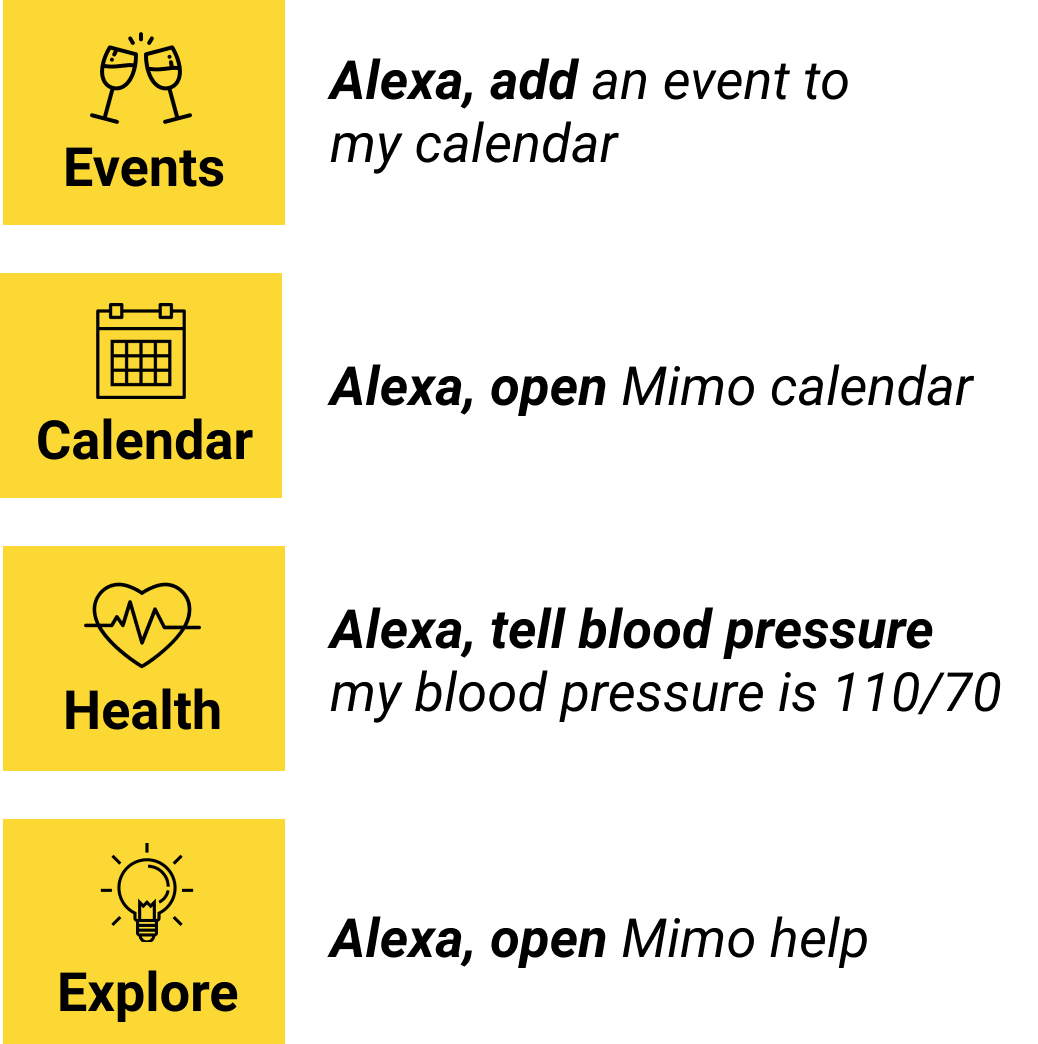 Events
Alexa, add an event to
my calendar
Calendar
Alexa, open Mimo calendar
Health
Alexa, tell blood pressure
my blood pressure is 110/70
Explore
Alexa, open Mimo help